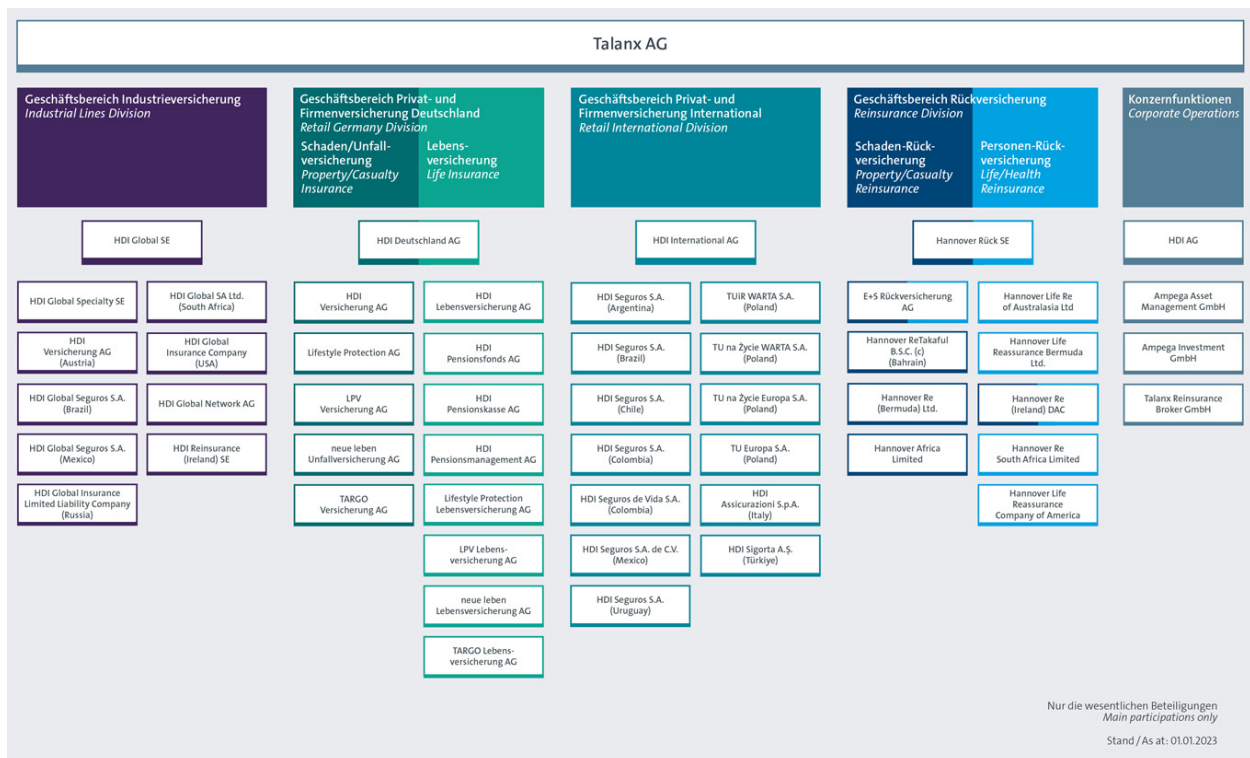 Talanx AG
Geschäftsbereich Industrieversicherung
Industrial Lines Division
Geschäftsbereich Privat- und
Firmenversicherung Deutschland
Retail Germany Division
Schaden/Unfall-
versicherung
Property/Casualty
Insurance
Lebens-
versicherung
Life Insurance
Geschäftsbereich Privat- und
Firmenversicherung International
Retail International Division
Geschäftsbereich Rückversicherung
Reinsurance Division
Schaden-Rück-
versicherung
Property/Casualty
Reinsurance
Personen-Rück-
versicherung
Life/Health
Reinsurance
Konzernfunktionen
Corporate Operations
HDI Global SE
HDI Deutschland AG
HDI International AG
Hannover Rück SE
HDI AG
HDI Global Specialty SE
HDI
Versicherung AG
(Austria)
HDI Global Seguros S.A.
(Brazil)
HDI Global Seguros S.A.
(Mexico)
HDI Global Insurance
Limited Liability Company
(Russia)
HDI Global SA Ltd.
(South Africa)
HDI Global
Insurance Company
(USA)
HDI Global Network AG
HDI Reinsurance
(Ireland) SE
HDI
Versicherung AG
Lifestyle Protection AG
LPV
Versicherung AG
neue leben
Unfallversicherung AG
TARGO
Versicherung AG
HDI
Lebensversicherung AG
HDI
Pensionsfonds AG
HDI
Pensionskasse AG
HDI
Pensionsmanagement AG
Lifestyle Protection
Lebensversicherung AG
LPV Lebens-
versicherung AG
neue leben
Lebensversicherung AG
TARGO Lebens-
versicherung AG
HDI Seguros S.A.
(Argentina)
HDI Seguros S.A.
(Brazil)
HDI Seguros S.A.
(Chile)
HDI Seguros S.A.
(Colombia)
HDI Seguros de Vida S.A.
(Colombia)
HDI Seguros S.A. de C.V.
(Mexico)
HDI Seguros S.A.
(Uruguay)
TUiR WARTA S.A.
(Poland)
TU na Życie WARTA S.A.
(Poland)
TU na Życie Europa S.A.
(Poland)
TU Europa S.A.
(Poland)
HDI
Assicurazioni S.p.A.
(Italy)
HDI Sigorta A.Ş.
(Türkiye)
E+S Rückversicherung
AG
Hannover ReTakaful
B.S.C. (c)
(Bahrain)
Hannover Re
(Bermuda) Ltd.
Hannover Africa
Limited
Hannover Life Re
of Australasia Ltd
Hannover Life
Reassurance Bermuda
Ltd.
Hannover Re
(Ireland) DAC
Hannover Re
South Africa Limited
Hannover Life
Reassurance
Company of America
Ampega Asset
Management GmbH
Ampega Investment
GmbH
Talanx Reinsurance
Broker GmbH
Nur die wesentlichen Beteiligungen
Main participations only
Stand / As at: 01.01.2023